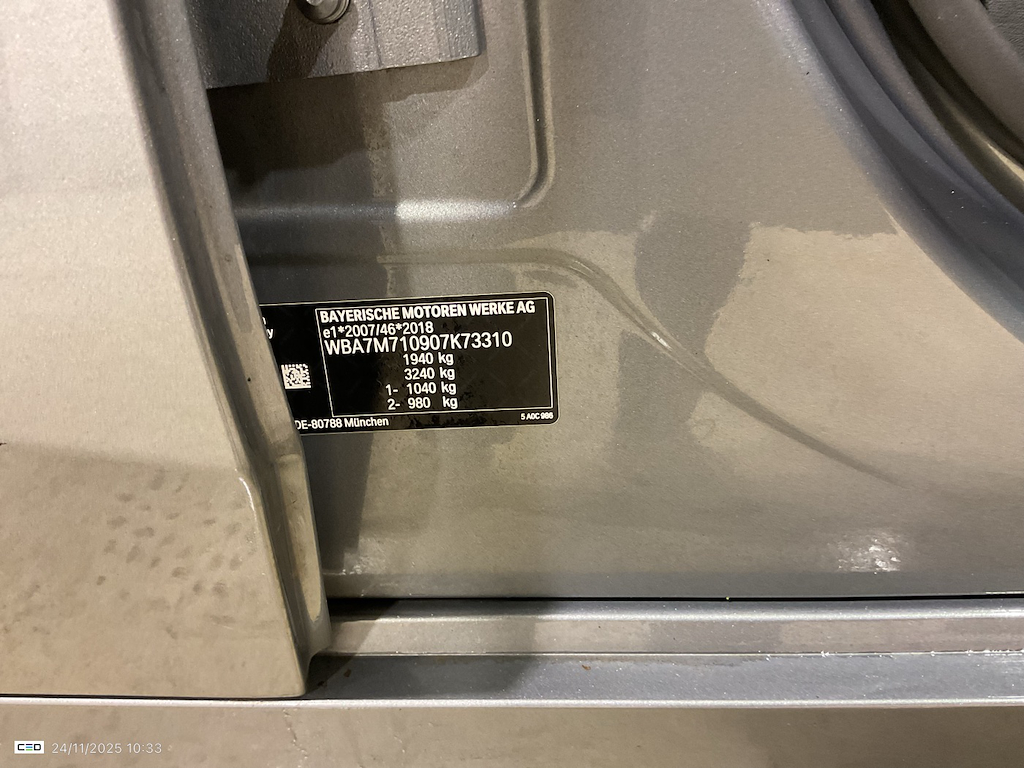 BAYERISCHE MOTOREN WERKE AG
e1*2007/46*2018
WBA7M710907K73310
1940 kg
3240 kg
1- 1040 kg
2- 980 kg
DE-80788 München
5 A0C 986
CEO 24/11/2025 10:33